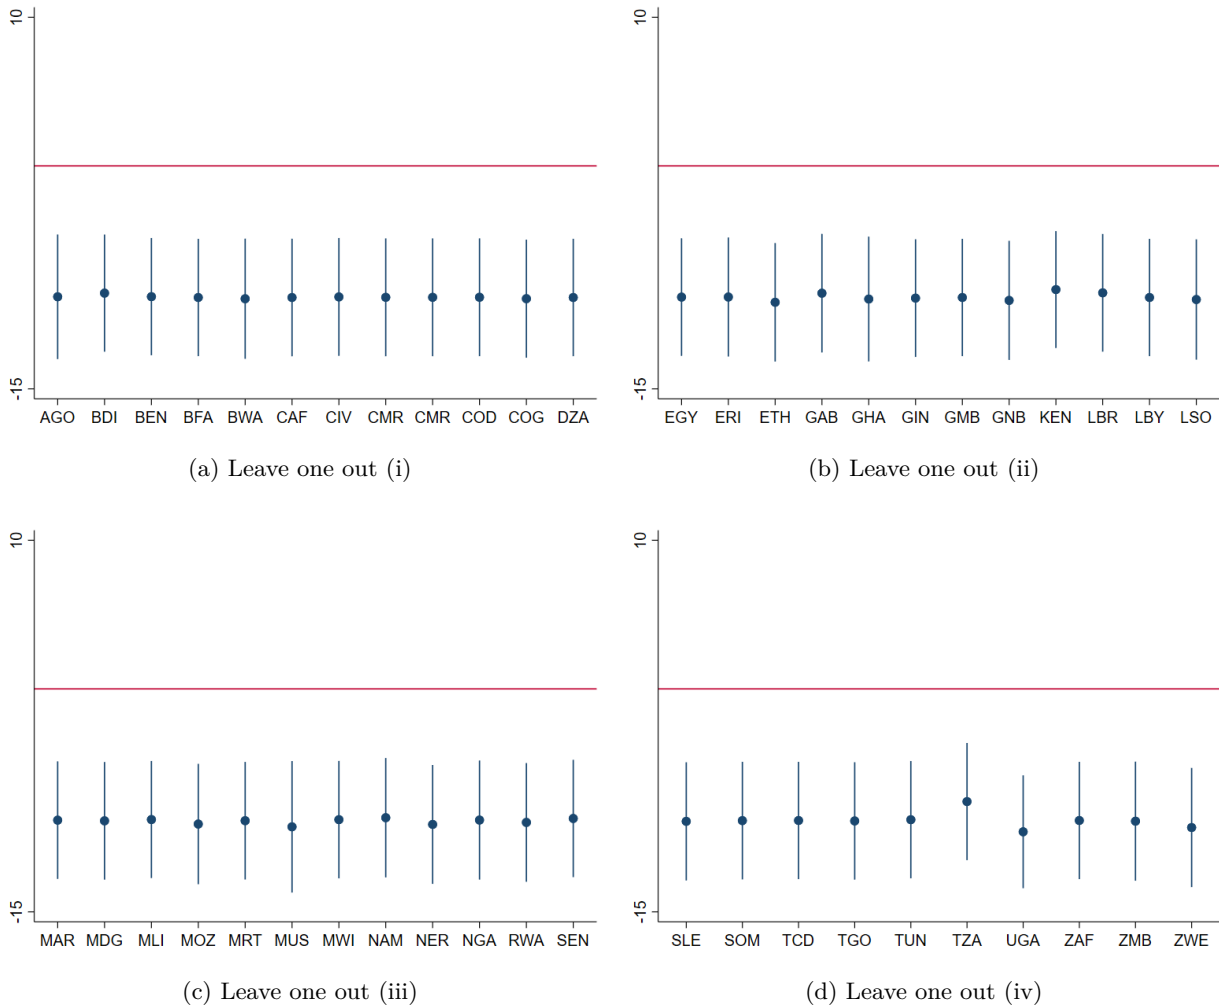 10
-15
AGO BDI BEN BFA BWA CAF CIV CMR CMR COD COG DZA
(a) Leave one out (i)
10
-15
EGY ERI ETH GAB GHA GIN GMB GNB KEN LBR LBY LSO
(b) Leave one out (ii)
10
-15
MAR MDG MLI MOZ MRT MUS MWI NAM NER NGA RWA SEN
(c) Leave one out (iii)
10
-15
SLE SOM TCD TGO TUN TZA UGA ZAF ZMB ZWE
(d) Leave one out (iv)